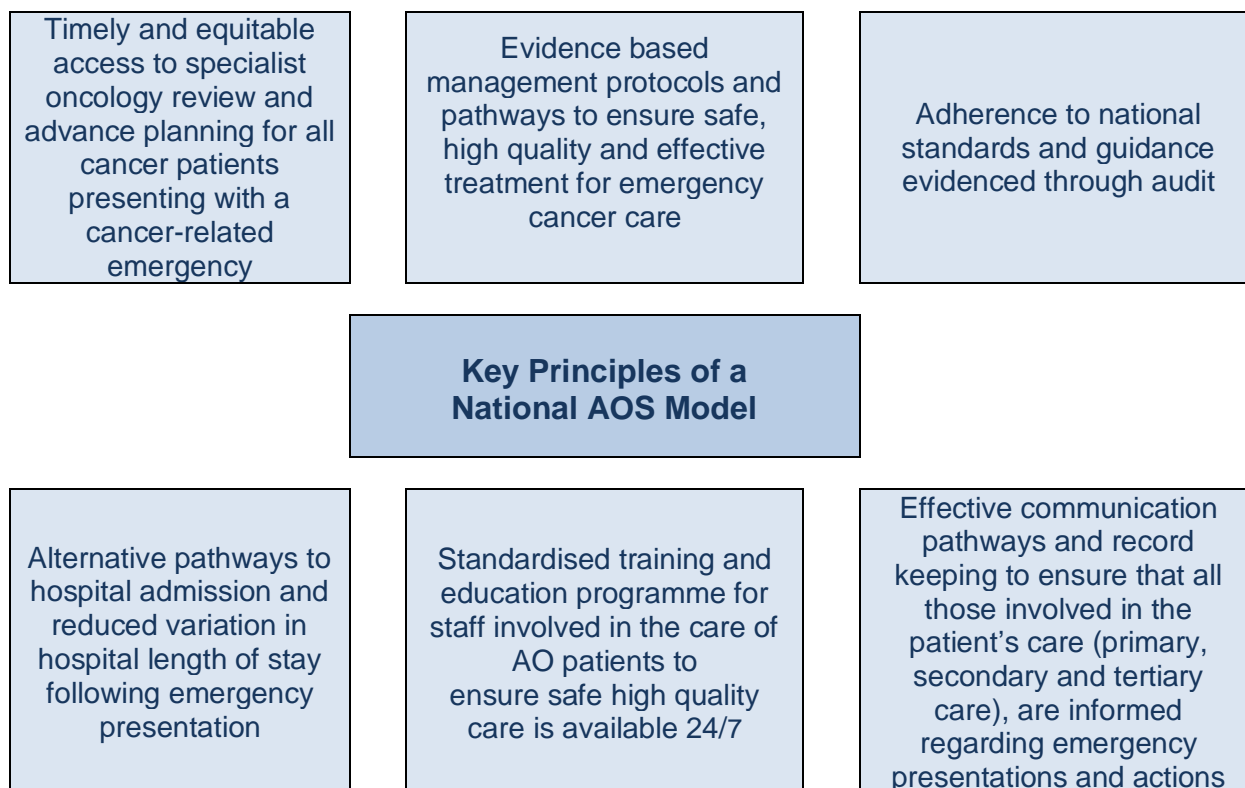 Timely and equitable
access to specialist
oncology review and
advance planning for all
cancer patients
presenting with a
cancer-related
emergency
Evidence based
management protocols and
pathways to ensure safe,
high quality and effective
treatment for emergency
cancer care
Adherence to national
standards and guidance
evidenced through audit
Key Principles of a
National AOS Model
Alternative pathways to
hospital admission and
reduced variation in
hospital length of stay
following emergency
presentation
Standardised training and
education programme for
staff involved in the care of
AO patients to
ensure safe high quality
care is available 24/7
Effective communication
pathways and record
keeping to ensure that all
those involved in the
patient’s care (primary,
secondary and tertiary
care), are informed
regarding emergency
presentations and actions